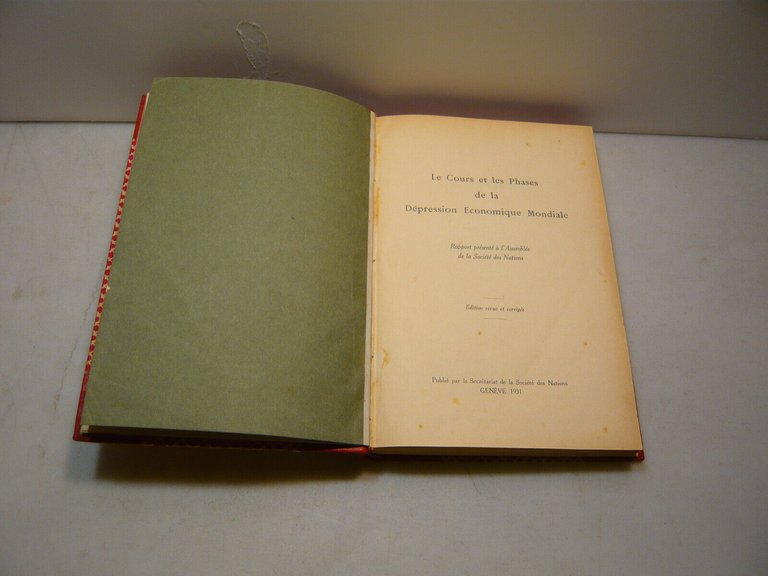 Le Cours et les Phases
de la
Dépression Economique Mondiale
Rapport présenté à l'Assemblée
de la Société des Nations
Edition revue et corrigée
Publié par le Secrétariat de la Société des Nations
GENÈVE 1931